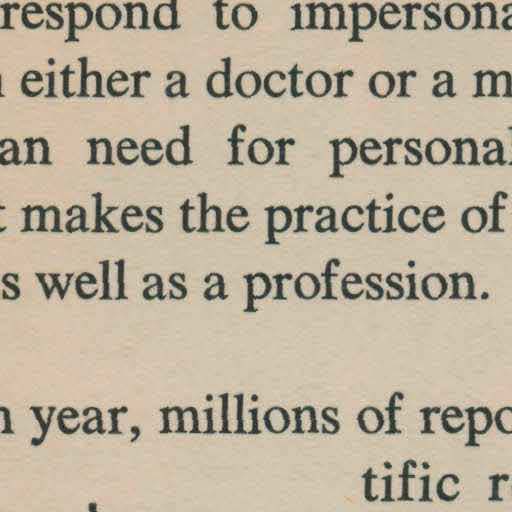 respond to impersona
either a doctor or a m
an need for personal
t makes the practice of
s well as a profession.
n year, millions of repo
tific r